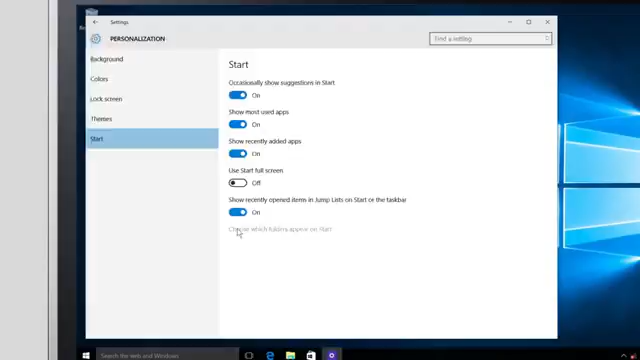 Settings
PERSONALIZATION
Find a setting
Background
Colors
Lock screen
Themes
Start
Start
Occasionally show suggestions in Start
On
Show most used apps
On
Show recently added apps
On
Use Start full screen
Off
Show recently opened items in Jump Lists on Start or the taskbar
On
Choose which folders appear on Start
Search the web and Windows